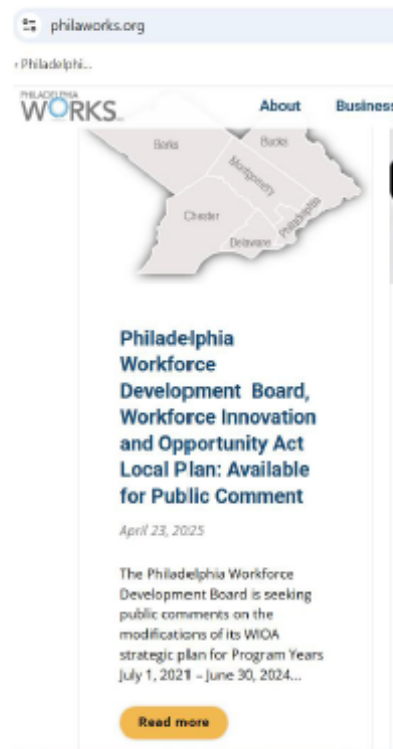 philaworks.org
‹ Philadelphi...
PHILADELPHIA
WORKS
About Business
Berks
Bucks
Montgomery
Chester
Philadelphia
Delaware
Philadelphia
Workforce
Development Board,
Workforce Innovation
and Opportunity Act
Local Plan: Available
for Public Comment
April 23, 2025
The Philadelphia Workforce
Development Board is seeking
public comments on the
modifications of its WIOA
strategic plan for Program Years
July 1, 2021 – June 30, 2024...
Read more